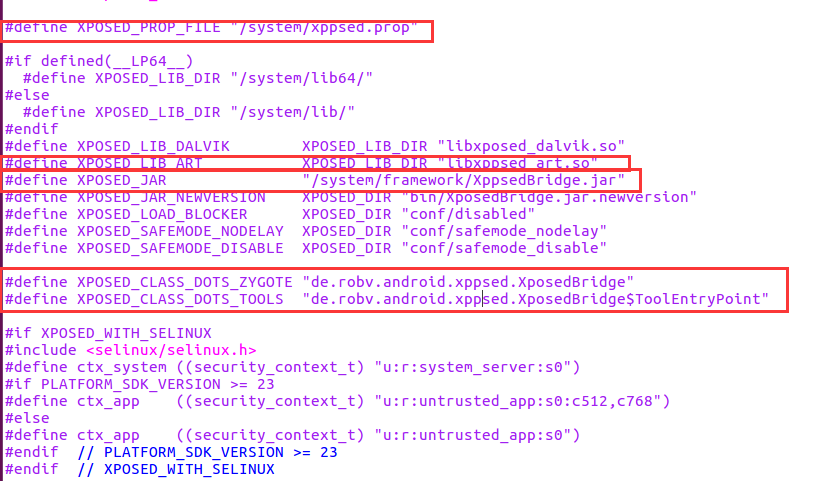 #define XPOSED_PROP_FILE "/system/xppsed.prop"
#if defined(__LP64__)
#define XPOSED_LIB_DIR "/system/lib64/"
#else
#define XPOSED_LIB_DIR "/system/lib/"
#endif
#define XPOSED_LIB_DALVIK XPOSED_LIB_DIR "libxposed_dalvik.so"
#define XPOSED_LIB_ART XPOSED_LIB_DIR "libxppsed_art.so"
#define XPOSED_JAR "/system/framework/XppsedBridge.jar"
#define XPOSED_JAR_NEWVERSION XPOSED_DIR "bin/XposedBridge.jar.newversion"
#define XPOSED_LOAD_BLOCKER XPOSED_DIR "conf/disabled"
#define XPOSED_SAFEMODE_NODELAY XPOSED_DIR "conf/safemode_nodelay"
#define XPOSED_SAFEMODE_DISABLE XPOSED_DIR "conf/safemode_disable"
#define XPOSED_CLASS_DOTS_ZYGOTE "de.robv.android.xppsed.XposedBridge"
#define XPOSED_CLASS_DOTS_TOOLS "de.robv.android.xppsed.XposedBridge$ToolEntryPoint"
#if XPOSED_WITH_SELINUX
#include <selinux/selinux.h>
#define ctx_system ((security_context_t) "u:r:system_server:s0")
#if PLATFORM_SDK_VERSION >= 23
#define ctx_app ((security_context_t) "u:r:untrusted_app:s0:c512,c768")
#else
#define ctx_app ((security_context_t) "u:r:untrusted_app:s0")
#endif // PLATFORM_SDK_VERSION >= 23
#endif // XPOSED_WITH_SELINUX